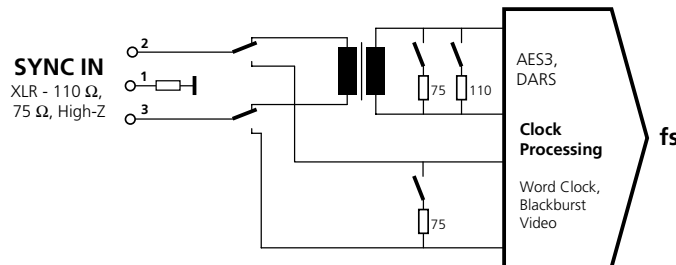 SYNC IN
XLR - 110 Ω,
75 Ω, High-Z
2
1
3
75
110
75
AES3,
DARS
Clock
Processing
Word Clock,
Blackburst
Video
fs